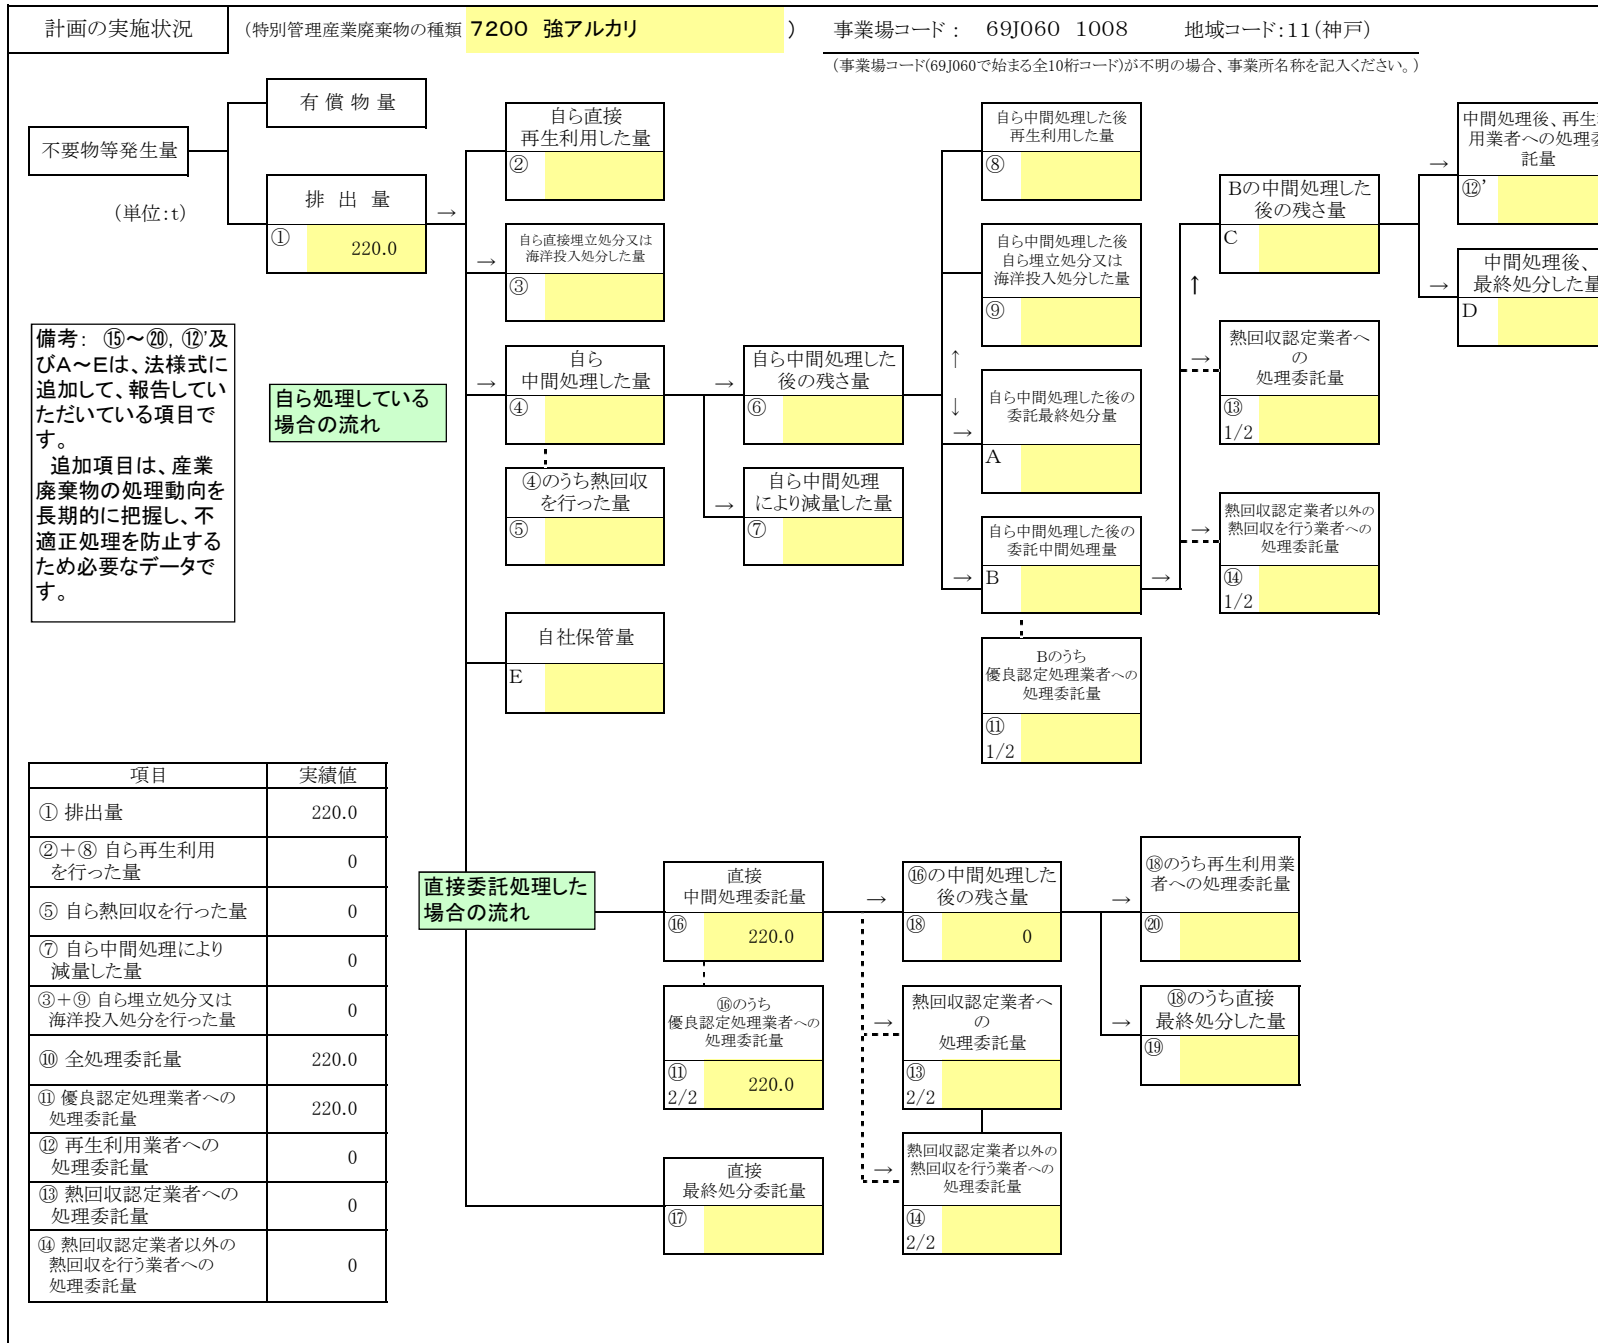 計画の実施状況
(特別管理産業廃棄物の種類 7200 強アルカリ )
事業場コード： 69J060 1008 地域コード:11(神戸)
(事業場コード(69J060で始まる全10桁コード)が不明の場合、事業所名称を記入ください。)
不要物等発生量
(単位:t)
有 償 物 量
排 出 量
① 220.0
→
自ら直接
再生利用した量
②
→
自ら直接埋立処分又は
海洋投入処分した量
③
→
自ら
中間処理した量
④
④のうち熱回収
を行った量
⑤
自社保管量
E
→
自ら中間処理した
後の残さ量
⑥
→
自ら中間処理
により減量した量
⑦
自ら中間処理した後
再生利用した量
⑧
自ら中間処理した後
自ら埋立処分又は
海洋投入処分した量
⑨
↑
↓
→
自ら中間処理した後の
委託最終処分量
A
自ら中間処理した後の
委託中間処理量
→
B
→
Bのうち
優良認定処理業者への
処理委託量
⑪
1/2
Bの中間処理した
後の残さ量
C
↑
→
熱回収認定業者へ
の
処理委託量
⑬
1/2
→
熱回収認定業者以外の
熱回収を行う業者への
処理委託量
⑭
1/2
中間処理後、再生
用業者への処理委
託量
→
⑫'
中間処理後、
最終処分した量
→
D
備考： ⑮～⑳, ⑫'及
びA～Eは、法様式に
追加して、報告してい
ただいている項目で
す。
追加項目は、産業
廃棄物の処理動向を
長期的に把握し、不
適正処理を防止する
ため必要なデータで
す。
自ら処理している
場合の流れ
項目 実績値
① 排出量 220.0
②＋⑧ 自ら再生利用
を行った量 0
⑤ 自ら熱回収を行った量 0
⑦ 自ら中間処理により
減量した量 0
③＋⑨ 自ら埋立処分又は
海洋投入処分を行った量 0
⑩ 全処理委託量 220.0
⑪ 優良認定処理業者への
処理委託量 220.0
⑫ 再生利用業者への
処理委託量 0
⑬ 熱回収認定業者への
処理委託量 0
⑭ 熱回収認定業者以外の
熱回収を行う業者への
処理委託量 0
直接委託処理した
場合の流れ
直接
中間処理委託量
⑯ 220.0
⑯のうち
優良認定処理業者への
処理委託量
⑪
2/2 220.0
直接
最終処分委託量
⑰
→
⑯の中間処理した
後の残さ量
⑱ 0
→
熱回収認定業者へ
の
処理委託量
⑬
2/2
→
熱回収認定業者以外の
熱回収を行う業者への
処理委託量
⑭
2/2
→
⑱のうち再生利用業
者への処理委託量
⑳
→
⑱のうち直接
最終処分した量
⑲